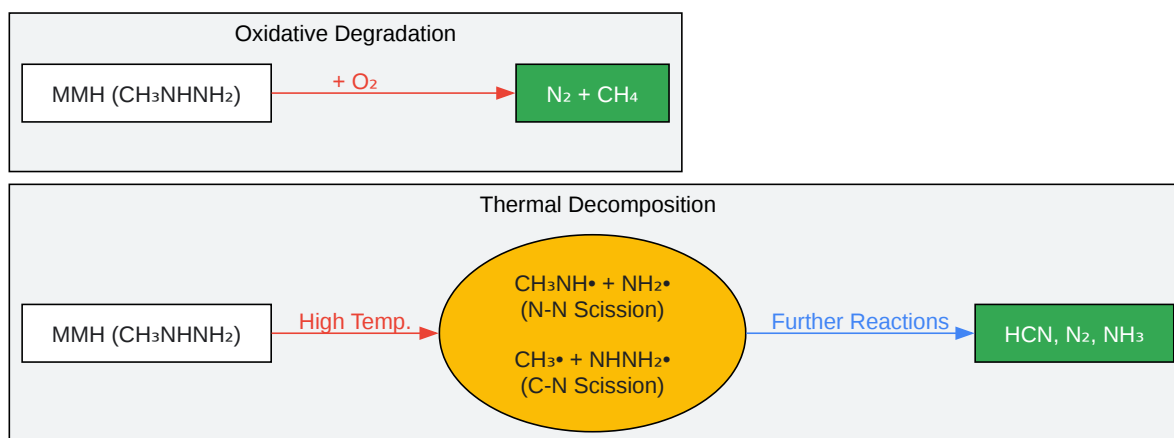 Oxidative Degradation
MMH (CH₃NHNH₂)
+ O₂
N₂ + CH₄
Thermal Decomposition
MMH (CH₃NHNH₂)
High Temp.
CH₃NH• + NH₂•
(N-N Scission)
CH₃• + NHNH₂•
(C-N Scission)
Further Reactions
HCN, N₂, NH₃